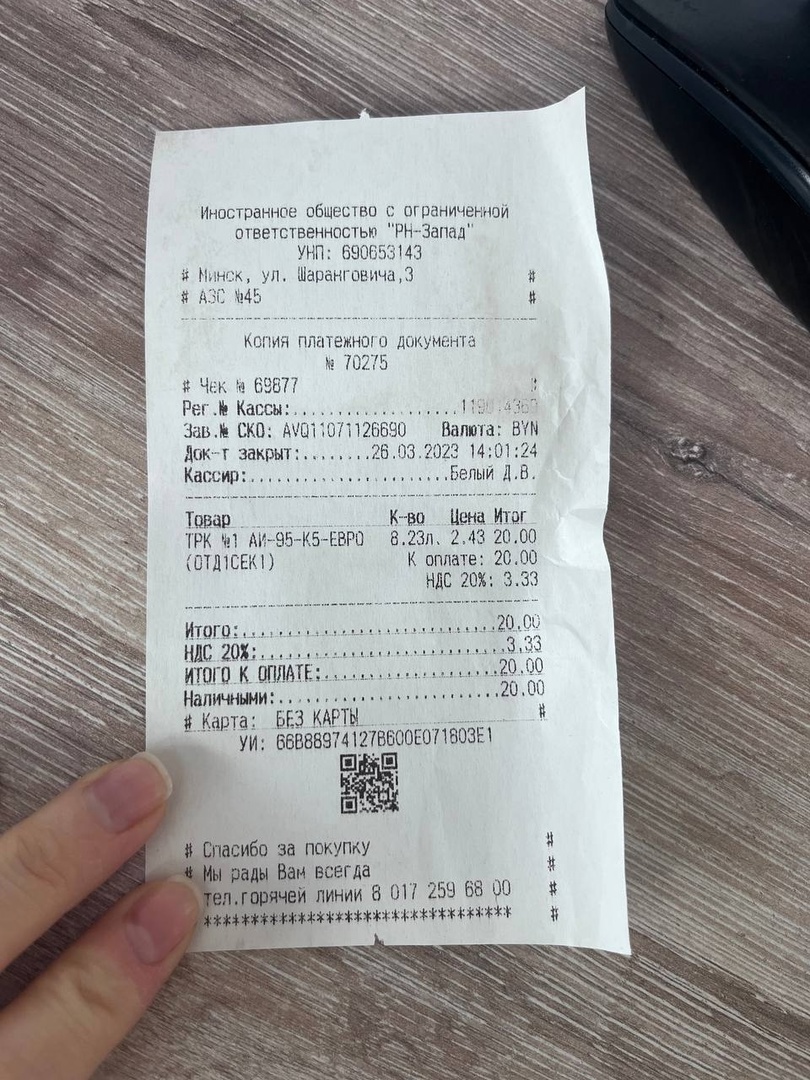 Иностранное общество с ограниченной
ответственностью "РН-Запад"
УНП: 690653143
# Минск, ул. Шаранговича,3 #
# АЗС №45 #
Копия платежного документа
№ 70275
# Чек № 69877 #
Рег.№ Кассы:....................
Зав.№ СКО: AVQ11071126690 Валюта: BYN
Док-т закрыт:........26.03.2023 14:01:24
Кассир:.......................Белый Д.В.
Товар К-во Цена Итог
ТРК №1 АИ-95-К5-ЕВРО 8.23л. 2.43 20.00
(ОТД1СЕК1) К оплате: 20.00
НДС 20%: 3.33
Итого:.............................20.00
НДС 20%:............................3.33
ИТОГО К ОПЛАТЕ:....................20.00
Наличными:.........................20.00
# Карта: БЕЗ КАРТЫ #
УИ: 66B88974127B600E071803E1
# Спасибо за покупку #
# Мы рады Вам всегда #
тел.горячей линии 8 017 259 68 00 #
********************************** #